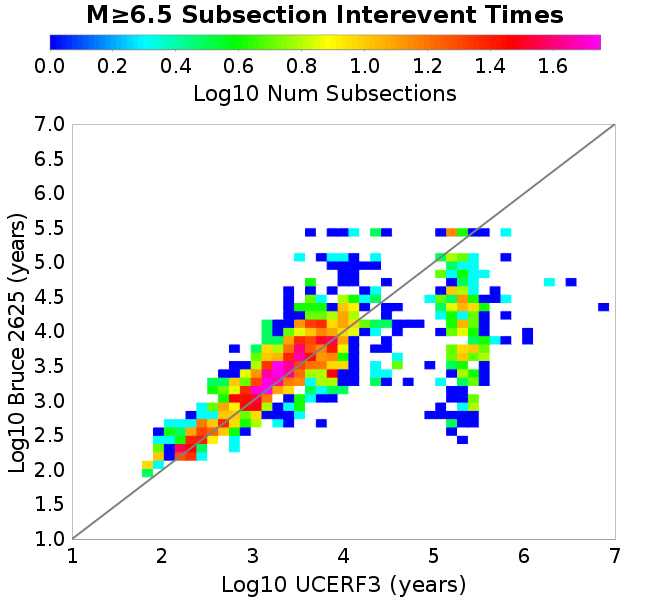 M≥6.5 Subsection Interevent Times
0.0 0.2 0.4 0.6 0.8 1.0 1.2 1.4 1.6
Log10 Num Subsections
7.0
6.5
6.0
5.5
5.0
4.5
4.0
3.5
3.0
2.5
2.0
1.5
1.0
Log10 Bruce 2625 (years)
1 2 3 4 5 6 7
Log10 UCERF3 (years)